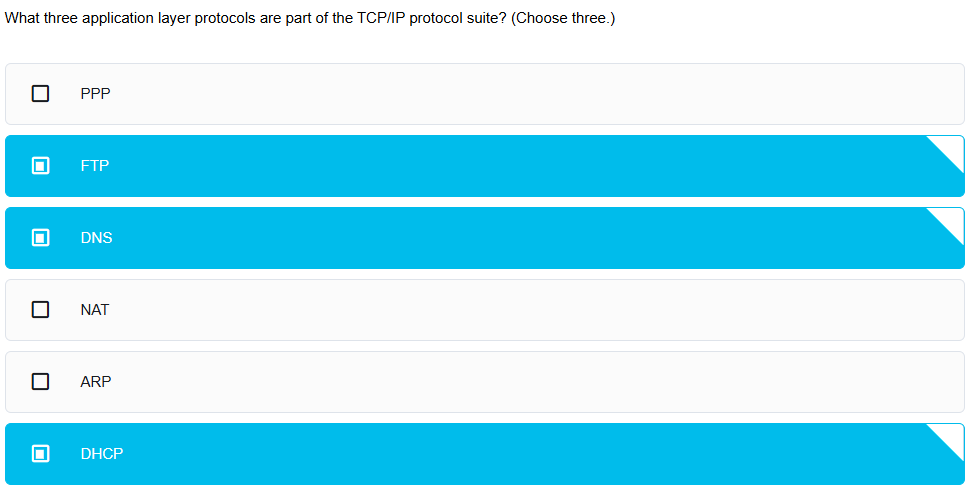 What three application layer protocols are part of the TCP/IP protocol suite? (Choose three.)
PPP
FTP
DNS
NAT
ARP
DHCP